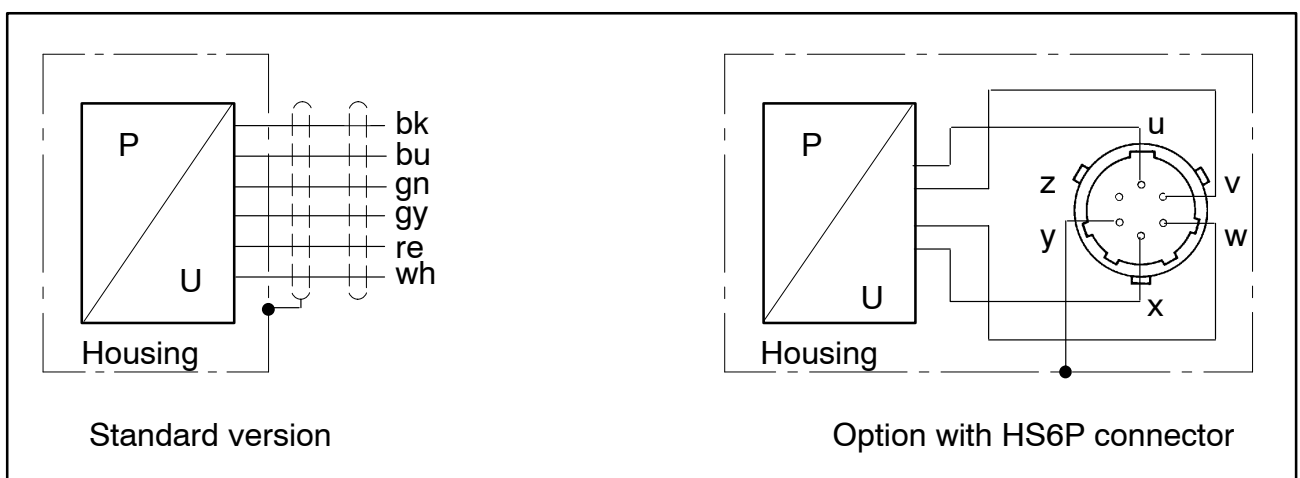 P
U
Housing
bk
bu
gn
gy
re
wh
Standard version
P
U
Housing
u
z
v
y
w
x
Option with HS6P connector